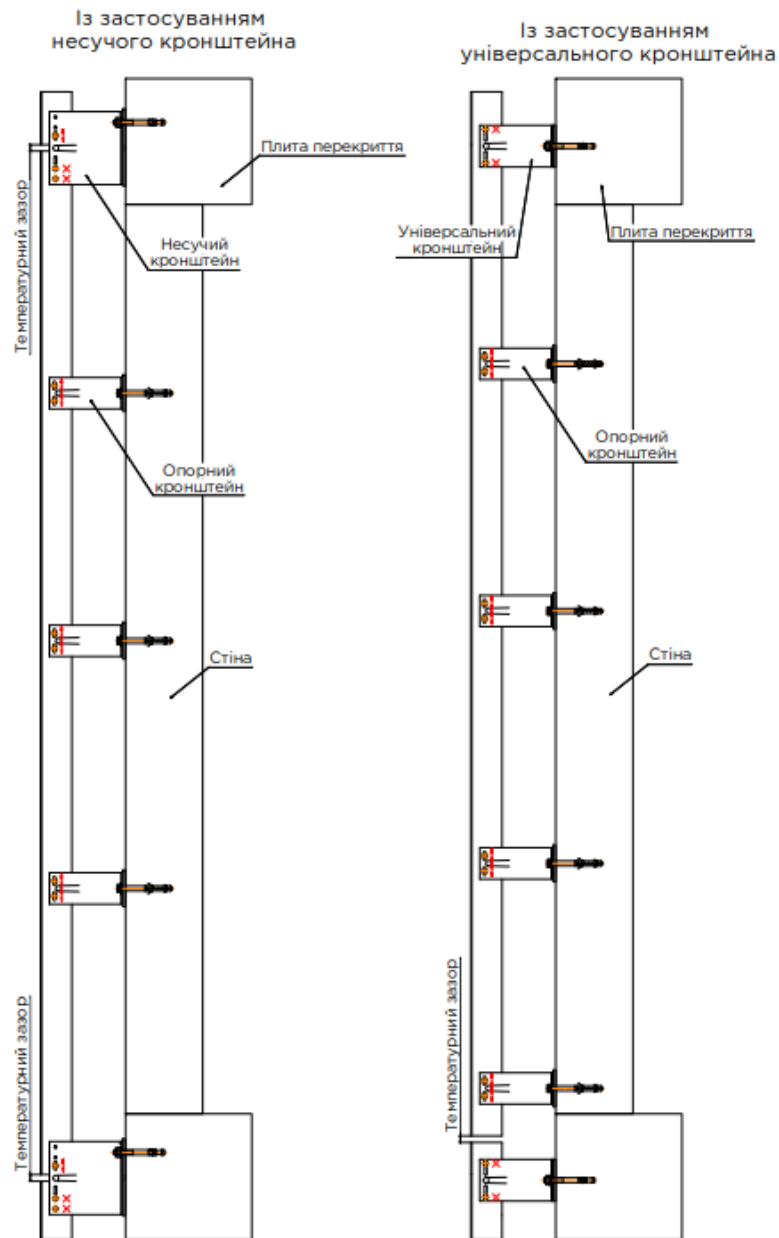 Із застосуванням
несучого кронштейна
Плита перекриття
Температурний зазор
Несучий
кронштейн
Опорний
кронштейн
Стіна
Температурний зазор
Із застосуванням
універсального кронштейна
Універсальний
кронштейн
Плита перекриття
Опорний
кронштейн
Стіна
Температурний зазор